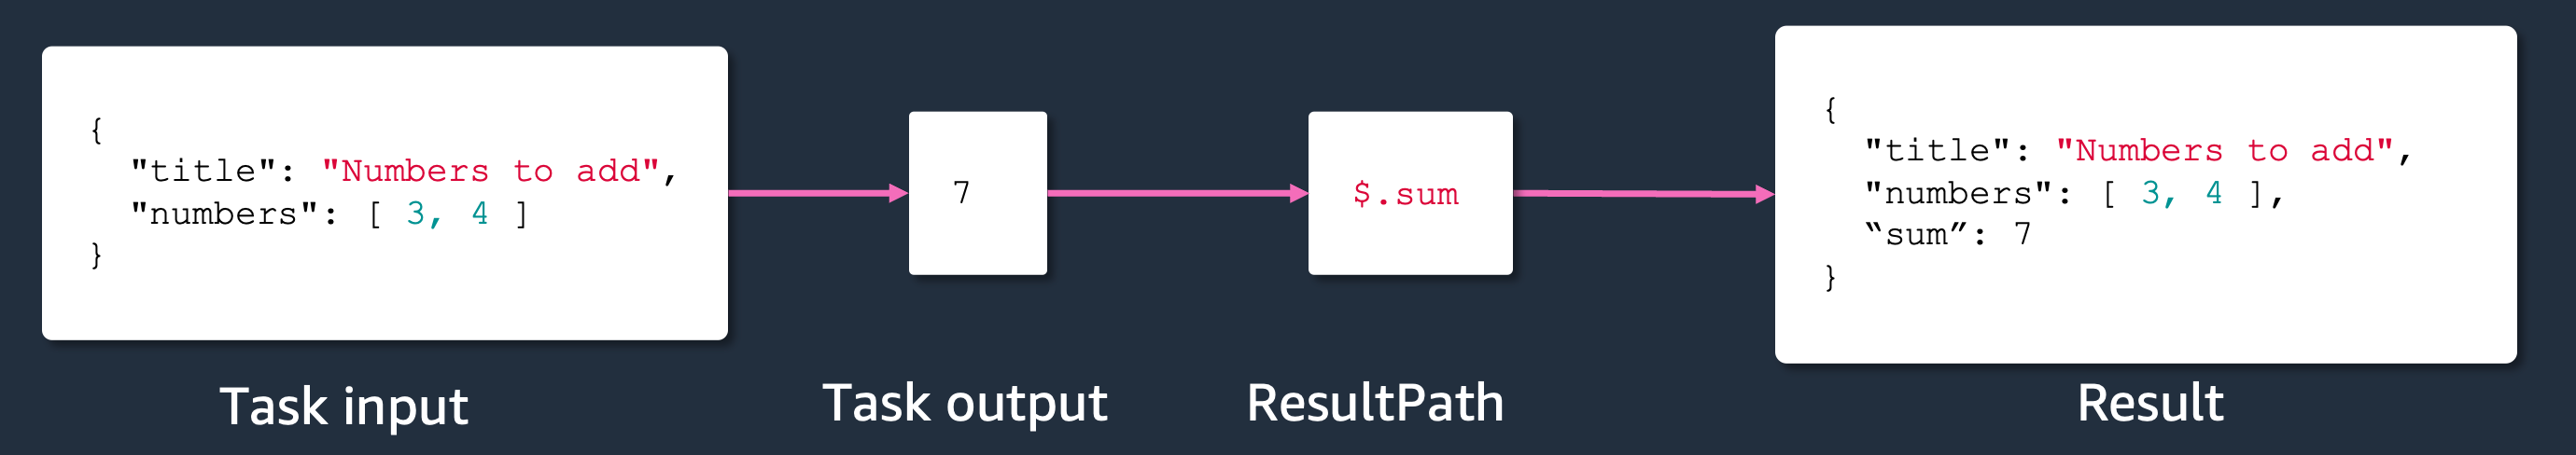 {
"title": "Numbers to add",
"numbers": [ 3, 4 ]
}
Task input
7
Task output
$.sum
ResultPath
{
"title": "Numbers to add",
"numbers": [ 3, 4 ],
“sum”: 7
}
Result